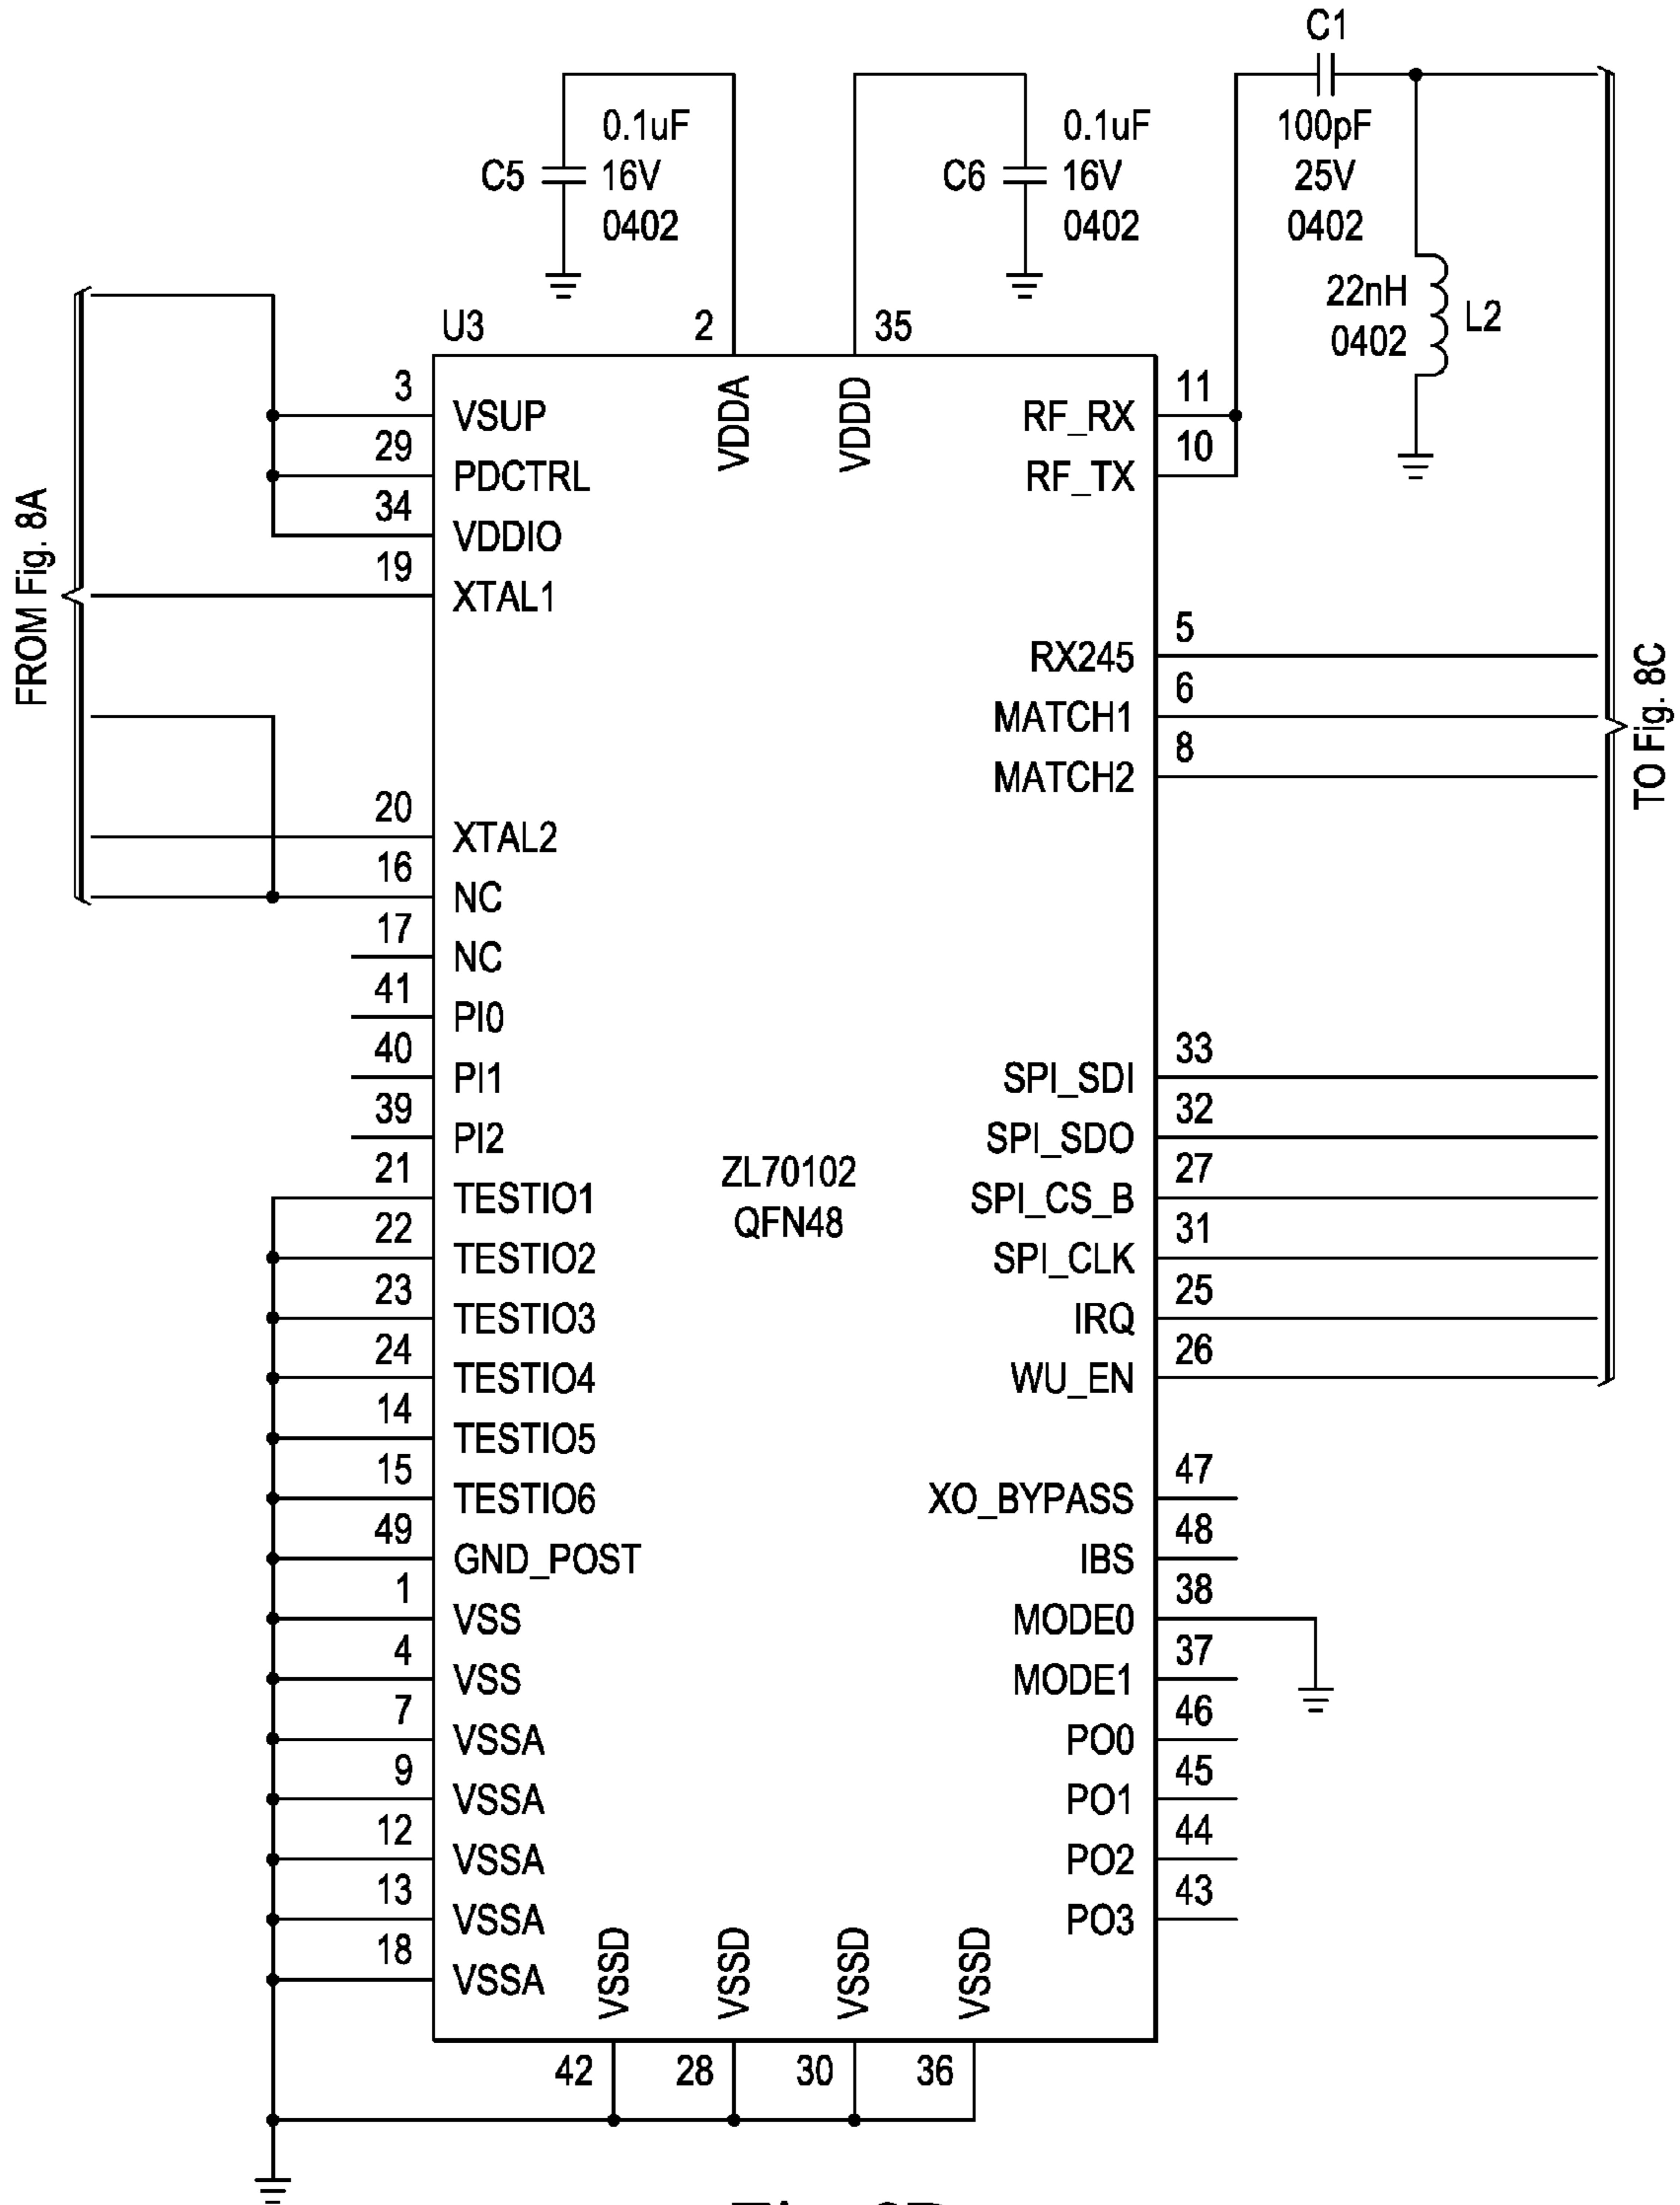 C1
100pF
25V
0402
0.1uF
C5 16V
0402
0.1uF
C6 16V
0402
22nH
0402
L2
U3
2
35
VDDA
VDDD
FROM Fig. 8A
TO Fig. 8C
3
VSUP
29
PDCTRL
34
VDDIO
19
XTAL1
20
XTAL2
16
NC
17
NC
41
PI0
40
PI1
39
PI2
21
TESTIO1
22
TESTIO2
23
TESTIO3
24
TESTIO4
14
TESTIO5
15
TESTIO6
49
GND_POST
1
VSS
4
VSS
7
VSSA
9
VSSA
12
VSSA
13
VSSA
18
VSSA
ZL70102
QFN48
11
RF_RX
10
RF_TX
5
RX245
6
MATCH1
8
MATCH2
33
SPI_SDI
32
SPI_SDO
27
SPI_CS_B
31
SPI_CLK
25
IRQ
26
WU_EN
47
XO_BYPASS
48
IBS
38
MODE0
37
MODE1
46
PO0
45
PO1
44
PO2
43
PO3
VSSD
VSSD
VSSD
VSSD
42
28
30
36